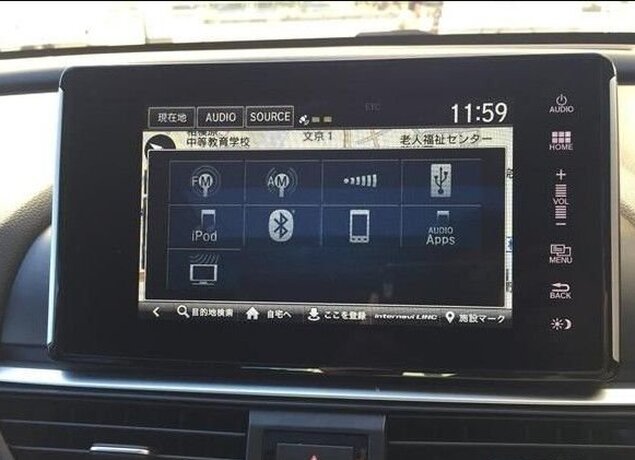 現在地 AUDIO SOURCE ETC 11:59
中等教育学校 文京1 老人福祉センター
FM AM
iPod AUDIO Apps
目的地検索 自宅へ ここを登録 internavi LINC 施設マーク
AUDIO
HOME
+
VOL
-
MENU
BACK